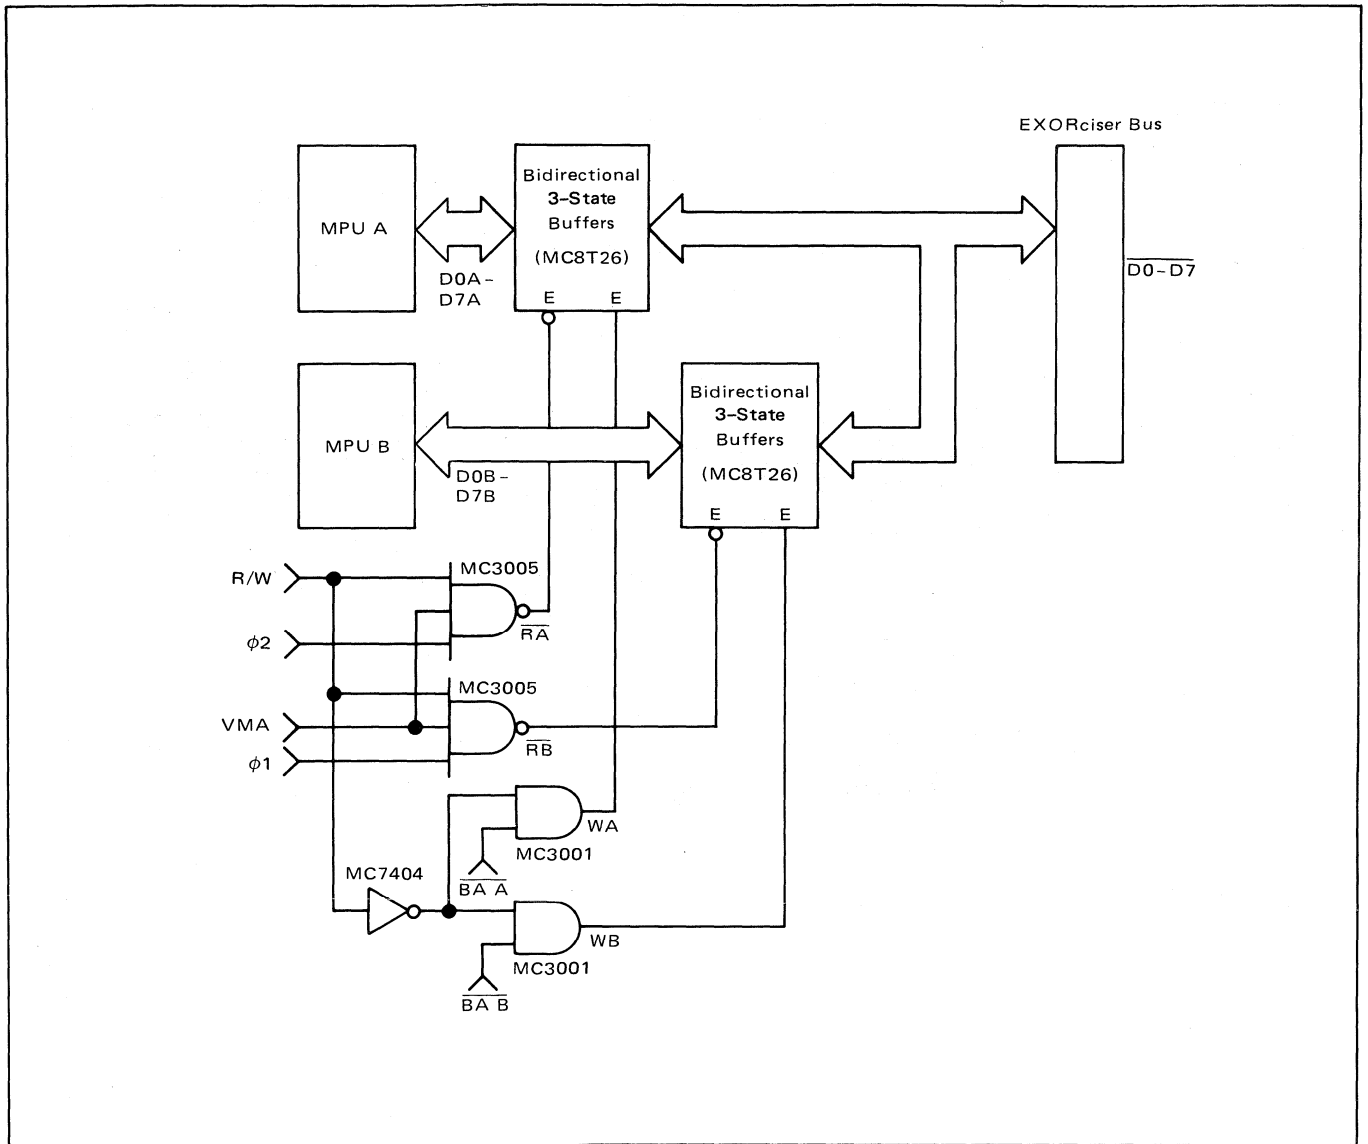 EXORciser Bus
Bidirectional
3-State
Buffers
(MC8T26)
E E
MPU A
D0A-
D7A
D0-D7
Bidirectional
3-State
Buffers
(MC8T26)
E E
MPU B
D0B-
D7B
R/W
MC3005
RA
ϕ2
MC3005
VMA
RB
ϕ1
WA
MC3001
BA A
MC7404
WB
MC3001
BA B